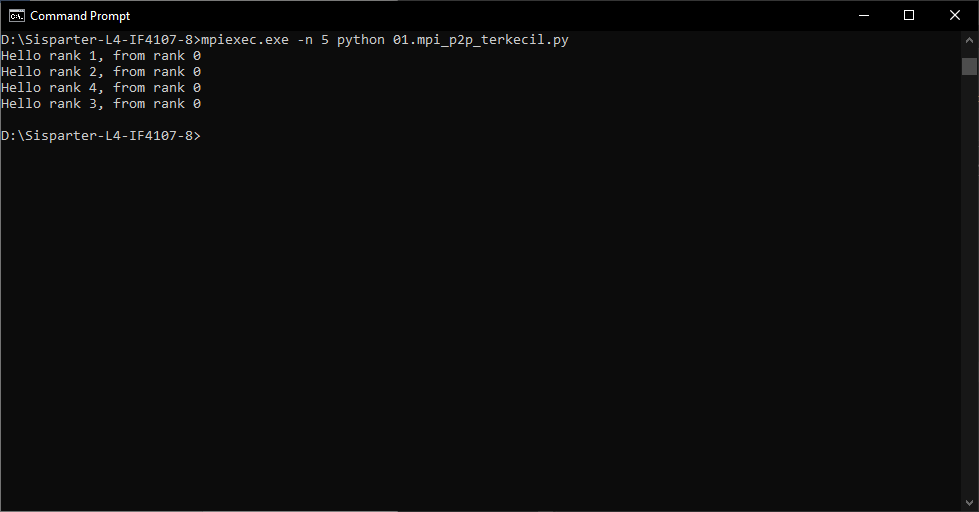 Command Prompt
D:\Sisparter-L4-IF4107-8>mpiexec.exe -n 5 python 01.mpi_p2p_terkecil.py
Hello rank 1, from rank 0
Hello rank 2, from rank 0
Hello rank 4, from rank 0
Hello rank 3, from rank 0
D:\Sisparter-L4-IF4107-8>